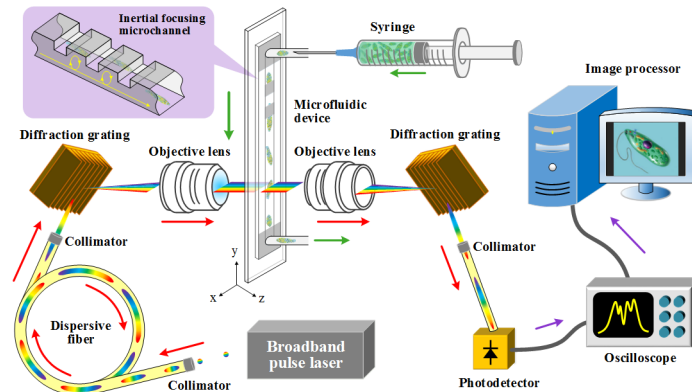 Inertial focusing
microchannel
Syringe
Image processor
Microfluidic
device
Diffraction grating
Objective lens
Objective lens
Diffraction grating
Collimator
Collimator
y
x
z
Dispersive
fiber
Broadband
pulse laser
Collimator
Photodetector
Oscilloscope